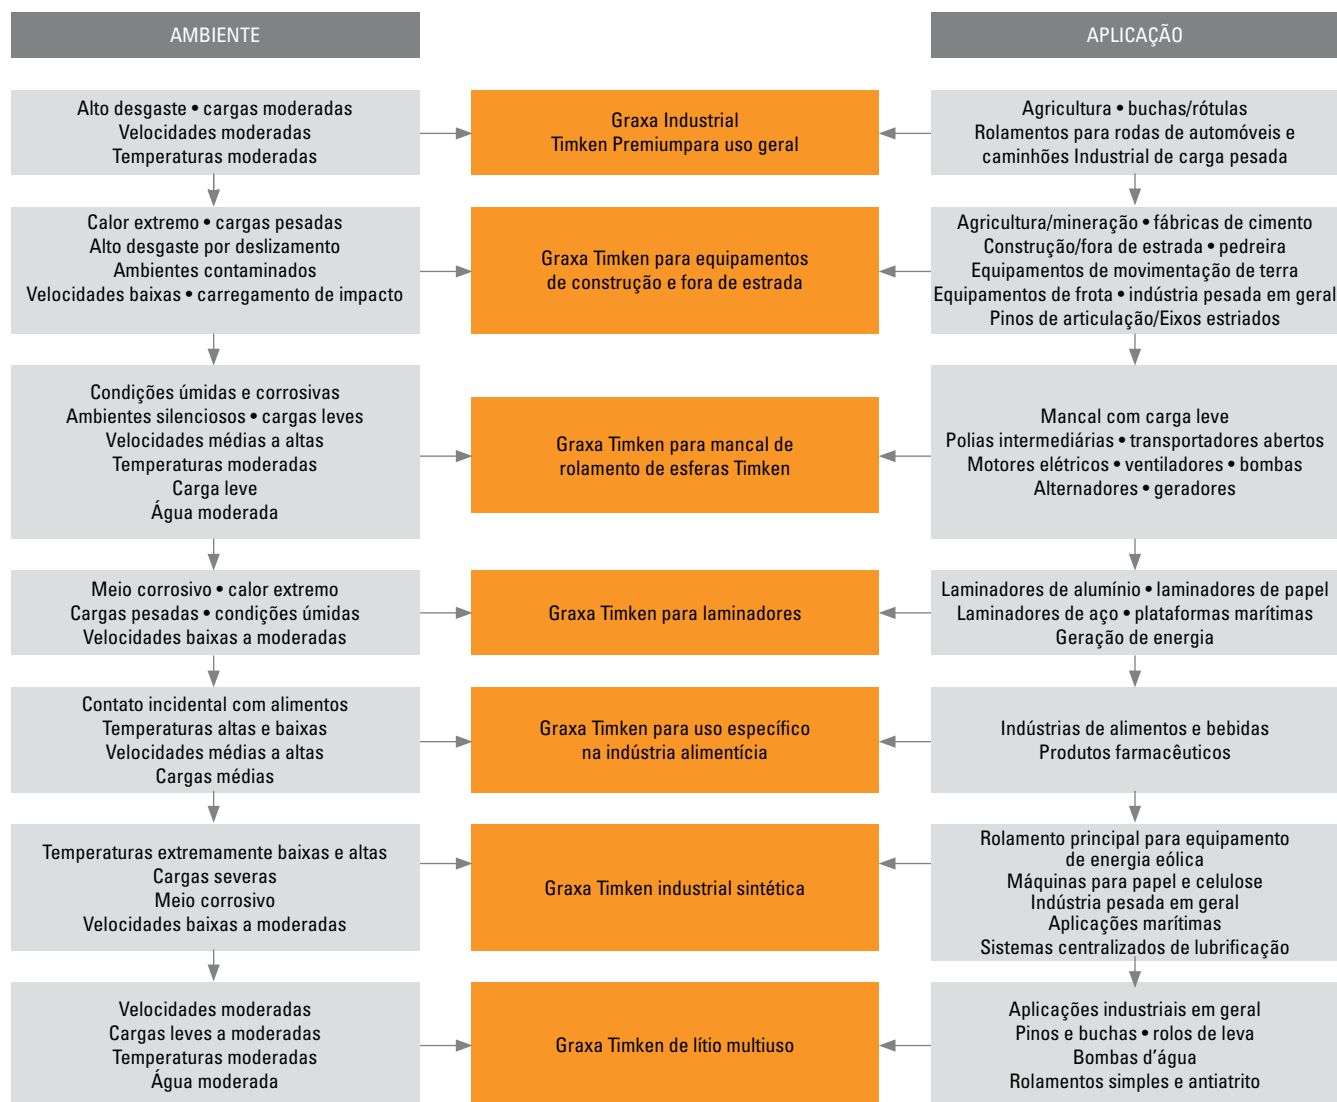 AMBIENTE
APLICAÇÃO
Alto desgaste • cargas moderadas
Velocidades moderadas
Temperaturas moderadas
Graxa Industrial
Timken Premiumpara uso geral
Agricultura • buchas/rótulas
Rolamentos para rodas de automóveis e
caminhões Industrial de carga pesada
Calor extremo • cargas pesadas
Alto desgaste por deslizamento
Ambientes contaminados
Velocidades baixas • carregamento de impacto
Graxa Timken para equipamentos
de construção e fora de estrada
Agricultura/mineração • fábricas de cimento
Construção/fora de estrada • pedreira
Equipamentos de movimentação de terra
Equipamentos de frota • indústria pesada em geral
Pinos de articulação/Eixos estriados
Condições úmidas e corrosivas
Ambientes silenciosos • cargas leves
Velocidades médias a altas
Temperaturas moderadas
Carga leve
Água moderada
Graxa Timken para mancal de
rolamento de esferas Timken
Mancal com carga leve
Polias intermediárias • transportadores abertos
Motores elétricos • ventiladores • bombas
Alternadores • geradores
Meio corrosivo • calor extremo
Cargas pesadas • condições úmidas
Velocidades baixas a moderadas
Graxa Timken para laminadores
Laminadores de alumínio • laminadores de papel
Laminadores de aço • plataformas marítimas
Geração de energia
Contato incidental com alimentos
Temperaturas altas e baixas
Velocidades médias a altas
Cargas médias
Graxa Timken para uso específico
na indústria alimentícia
Indústrias de alimentos e bebidas
Produtos farmacêuticos
Temperaturas extremamente baixas e altas
Cargas severas
Meio corrosivo
Velocidades baixas a moderadas
Graxa Timken industrial sintética
Rolamento principal para equipamento
de energia eólica
Máquinas para papel e celulose
Indústria pesada em geral
Aplicações marítimas
Sistemas centralizados de lubrificação
Velocidades moderadas
Cargas leves a moderadas
Temperaturas moderadas
Água moderada
Graxa Timken de lítio multiuso
Aplicações industriais em geral
Pinos e buchas • rolos de leva
Bombas d’água
Rolamentos simples e antiatrito